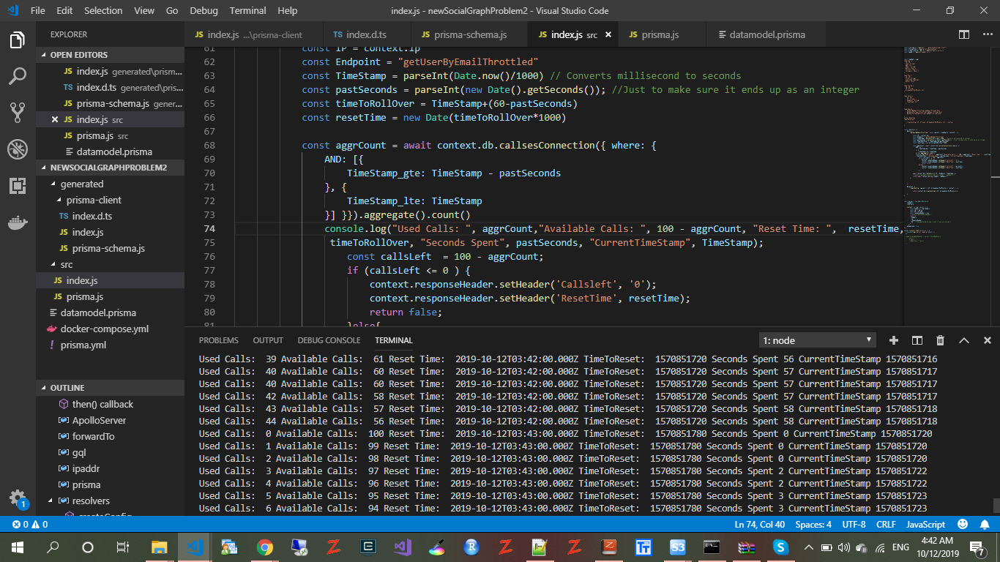 File Edit Selection View Go Debug Terminal Help
index.js - newSocialGraphProblem2 - Visual Studio Code
EXPLORER
OPEN EDITORS
JS index.js generated\prism...
TS index.d.ts generated\pris...
JS prisma-schema.js gener...
JS index.js src
JS prisma.js src
datamodel.prisma
NEWSOCIALGRAPHPROBLEM2
generated
prisma-client
TS index.d.ts
JS index.js
JS prisma-schema.js
src
JS index.js
JS prisma.js
datamodel.prisma
docker-compose.yml
! prisma.yml
OUTLINE
then() callback
ApolloServer
forwardTo
gql
ipaddr
prisma
resolvers
createConfig
1
JS index.js ...\prisma-client
TS index.d.ts
JS prisma-schema.js
JS index.js src
JS prisma.js
datamodel.prisma
61 const IP = context.ip
62 const Endpoint = "getUserByEmailThrottled"
63 const TimeStamp = parseInt(Date.now()/1000) // Converts millisecond to seconds
64 const pastSeconds = parseInt(new Date().getSeconds()); //Just to make sure it ends up as an integer
65 const timeToRollOver = TimeStamp+(60-pastSeconds)
66 const resetTime = new Date(timeToRollOver*1000)
67
68 const aggrCount = await context.db.callsesConnection({ where: {
69 AND: [{
70 TimeStamp_gte: TimeStamp - pastSeconds
71 }, {
72 TimeStamp_lte: TimeStamp
73 }] }}).aggregate().count()
74 console.log("Used Calls: ", aggrCount,"Available Calls: ", 100 - aggrCount, "Reset Time: ",  resetTime,
75 timeToRollOver, "Seconds Spent", pastSeconds, "CurrentTimeStamp", TimeStamp);
76 const callsLeft  = 100 - aggrCount;
77 if (callsLeft <= 0 ) {
78 context.responseHeader.setHeader('Callsleft', '0');
79 context.responseHeader.setHeader('ResetTime', resetTime);
80 return false;
81 }else{
PROBLEMS OUTPUT DEBUG CONSOLE TERMINAL
1: node
Used Calls:  39 Available Calls:  61 Reset Time:  2019-10-12T03:42:00.000Z TimeToReset:  1570851720 Seconds Spent 56 CurrentTimeStamp 1570851716
Used Calls:  40 Available Calls:  60 Reset Time:  2019-10-12T03:42:00.000Z TimeToReset:  1570851720 Seconds Spent 57 CurrentTimeStamp 1570851717
Used Calls:  40 Available Calls:  60 Reset Time:  2019-10-12T03:42:00.000Z TimeToReset:  1570851720 Seconds Spent 57 CurrentTimeStamp 1570851717
Used Calls:  42 Available Calls:  58 Reset Time:  2019-10-12T03:42:00.000Z TimeToReset:  1570851720 Seconds Spent 57 CurrentTimeStamp 1570851717
Used Calls:  43 Available Calls:  57 Reset Time:  2019-10-12T03:42:00.000Z TimeToReset:  1570851720 Seconds Spent 58 CurrentTimeStamp 1570851718
Used Calls:  44 Available Calls:  56 Reset Time:  2019-10-12T03:42:00.000Z TimeToReset:  1570851720 Seconds Spent 58 CurrentTimeStamp 1570851718
Used Calls:  0 Available Calls:  100 Reset Time:  2019-10-12T03:43:00.000Z TimeToReset:  1570851780 Seconds Spent 0 CurrentTimeStamp 1570851720
Used Calls:  1 Available Calls:  99 Reset Time:  2019-10-12T03:43:00.000Z TimeToReset:  1570851780 Seconds Spent 0 CurrentTimeStamp 1570851720
Used Calls:  2 Available Calls:  98 Reset Time:  2019-10-12T03:43:00.000Z TimeToReset:  1570851780 Seconds Spent 0 CurrentTimeStamp 1570851720
Used Calls:  3 Available Calls:  97 Reset Time:  2019-10-12T03:43:00.000Z TimeToReset:  1570851780 Seconds Spent 2 CurrentTimeStamp 1570851722
Used Calls:  4 Available Calls:  96 Reset Time:  2019-10-12T03:43:00.000Z TimeToReset:  1570851780 Seconds Spent 2 CurrentTimeStamp 1570851722
Used Calls:  5 Available Calls:  95 Reset Time:  2019-10-12T03:43:00.000Z TimeToReset:  1570851780 Seconds Spent 3 CurrentTimeStamp 1570851723
Used Calls:  6 Available Calls:  94 Reset Time:  2019-10-12T03:43:00.000Z TimeToReset:  1570851780 Seconds Spent 3 CurrentTimeStamp 1570851723
0 0
Ln 74, Col 40 Spaces: 4 UTF-8 CRLF JavaScript
ENG
4:42 AM
10/12/2019
7